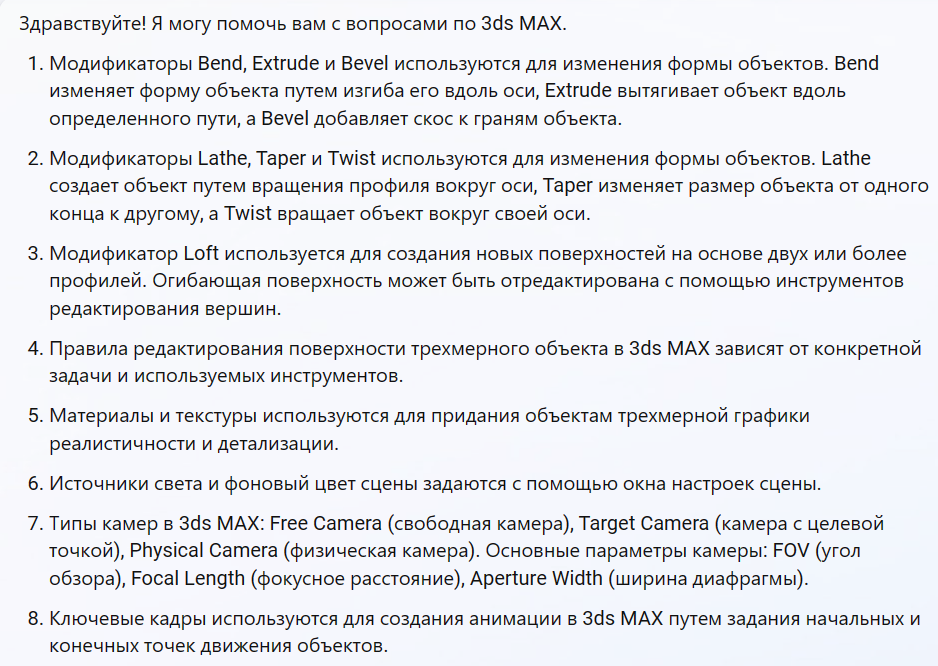 Здравствуйте! Я могу помочь вам с вопросами по 3ds MAX.
1. Модификаторы Bend, Extrude и Bevel используются для изменения формы объектов. Bend
изменяет форму объекта путем изгиба его вдоль оси, Extrude вытягивает объект вдоль
определенного пути, а Bevel добавляет скос к граням объекта.
2. Модификаторы Lathe, Taper и Twist используются для изменения формы объектов. Lathe
создает объект путем вращения профиля вокруг оси, Taper изменяет размер объекта от одного
конца к другому, а Twist вращает объект вокруг своей оси.
3. Модификатор Loft используется для создания новых поверхностей на основе двух или более
профилей. Огибающая поверхность может быть отредактирована с помощью инструментов
редактирования вершин.
4. Правила редактирования поверхности трехмерного объекта в 3ds MAX зависят от конкретной
задачи и используемых инструментов.
5. Материалы и текстуры используются для придания объектам трехмерной графики
реалистичности и детализации.
6. Источники света и фоновый цвет сцены задаются с помощью окна настроек сцены.
7. Типы камер в 3ds MAX: Free Camera (свободная камера), Target Camera (камера с целевой
точкой), Physical Camera (физическая камера). Основные параметры камеры: FOV (угол
обзора), Focal Length (фокусное расстояние), Aperture Width (ширина диафрагмы).
8. Ключевые кадры используются для создания анимации в 3ds MAX путем задания начальных и
конечных точек движения объектов.